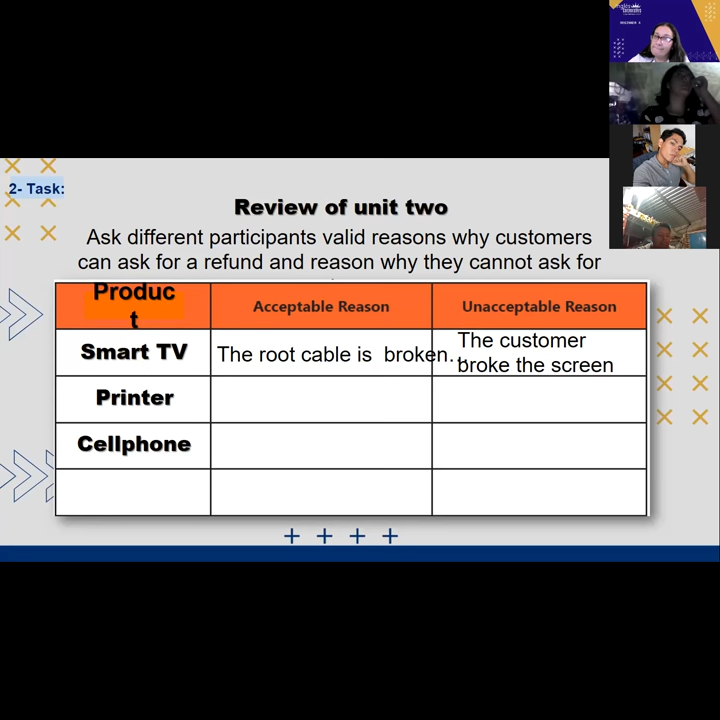 2- Task:
Review of unit two
Ask different participants valid reasons why customers
can ask for a refund and reason why they cannot ask for
Produc
t
Acceptable Reason
Unacceptable Reason
Smart TV
The root cable is broken…
The customer
broke the screen
Printer
Cellphone